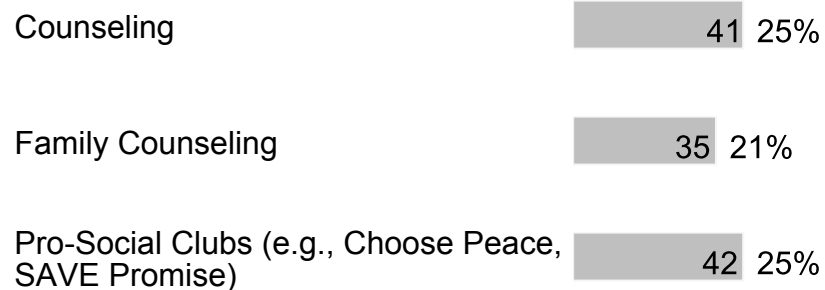 Counseling 41 25%
Family Counseling 35 21%
Pro-Social Clubs (e.g., Choose Peace,
SAVE Promise) 42 25%